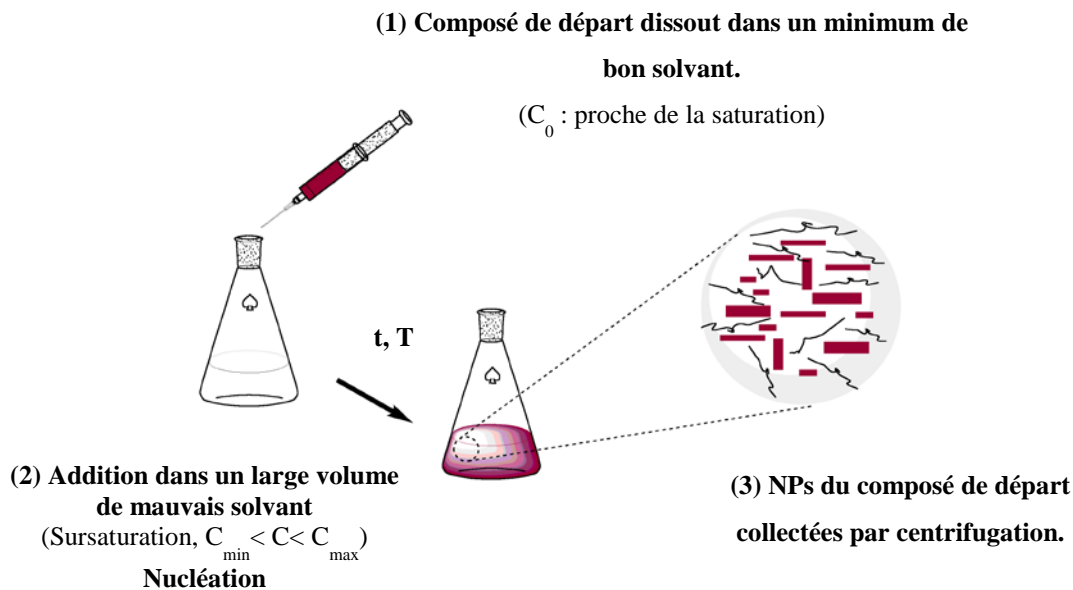 (1) Composé de départ dissout dans un minimum de
bon solvant.
(C0 : proche de la saturation)
t, T
(2) Addition dans un large volume
de mauvais solvant
(Sursaturation, Cmin< C< Cmax)
Nucléation
(3) NPs du composé de départ
collectées par centrifugation.